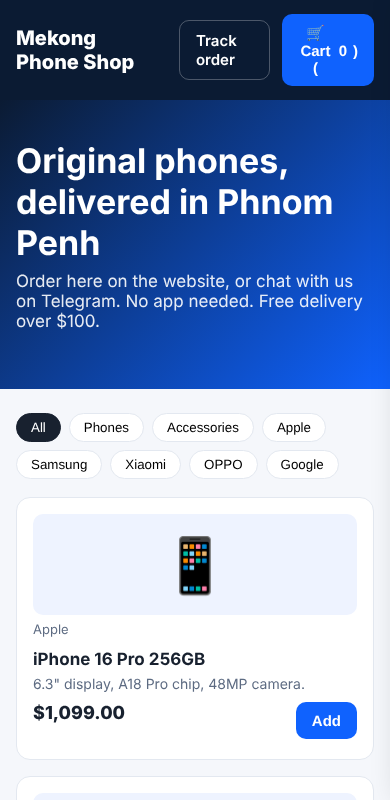 Mekong
Phone Shop
Track
order
🛒
Cart 0 )
(
Original phones,
delivered in Phnom
Penh
Order here on the website, or chat with us
on Telegram. No app needed. Free delivery
over $100.
All
Phones
Accessories
Apple
Samsung
Xiaomi
OPPO
Google
Apple
iPhone 16 Pro 256GB
6.3" display, A18 Pro chip, 48MP camera.
$1,099.00
Add